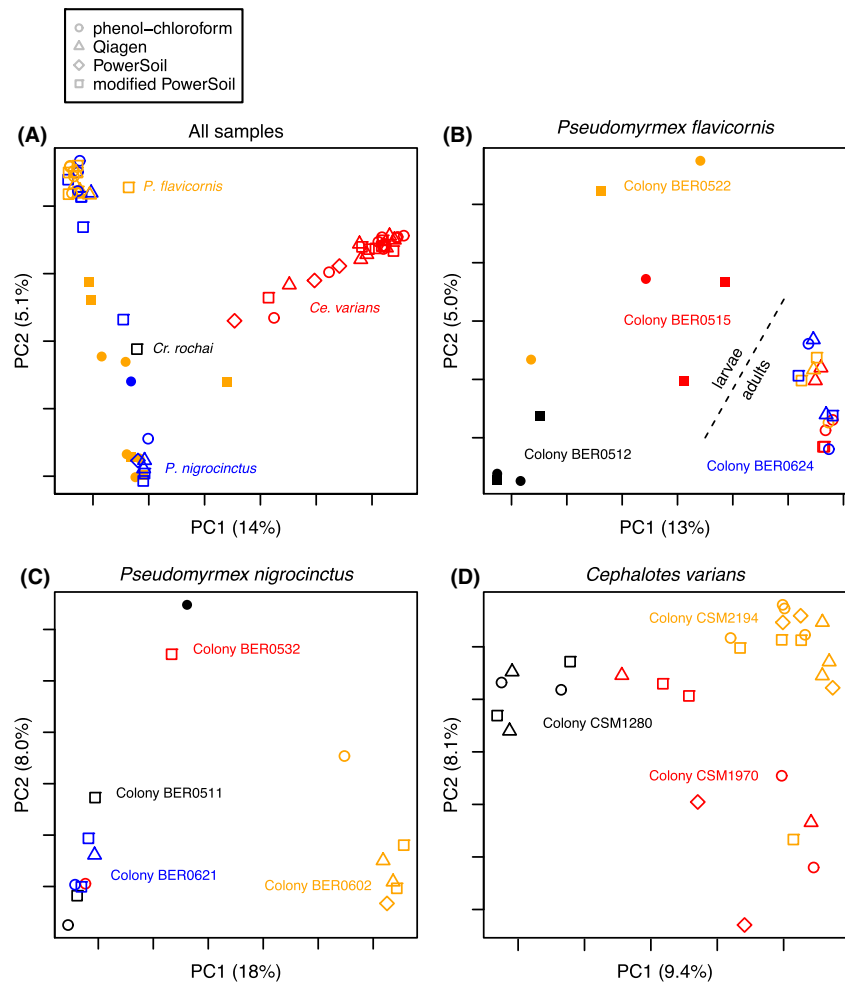 phenol−chloroform
Qiagen
PowerSoil
modified PowerSoil
(A)
All samples
P. flavicornis
Ce. varians
Cr. rochai
P. nigrocinctus
PC2 (5.1%)
PC1 (14%)
(B)
Pseudomyrmex flavicornis
Colony BER0522
Colony BER0515
larvae
adults
Colony BER0512
Colony BER0624
PC2 (5.0%)
PC1 (13%)
(C)
Pseudomyrmex nigrocinctus
Colony BER0532
Colony BER0511
Colony BER0621
Colony BER0602
PC2 (8.0%)
PC1 (18%)
(D)
Cephalotes varians
Colony CSM2194
Colony CSM1280
Colony CSM1970
PC2 (8.1%)
PC1 (9.4%)